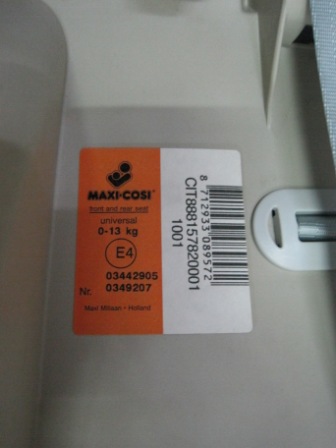 MAXI-COSI
front and rear seat
universal
0-13 kg
E4
03442905
Nr. 0349207
Maxi Miliaan • Holland
8 712933 089572
CIT888157820001
1001